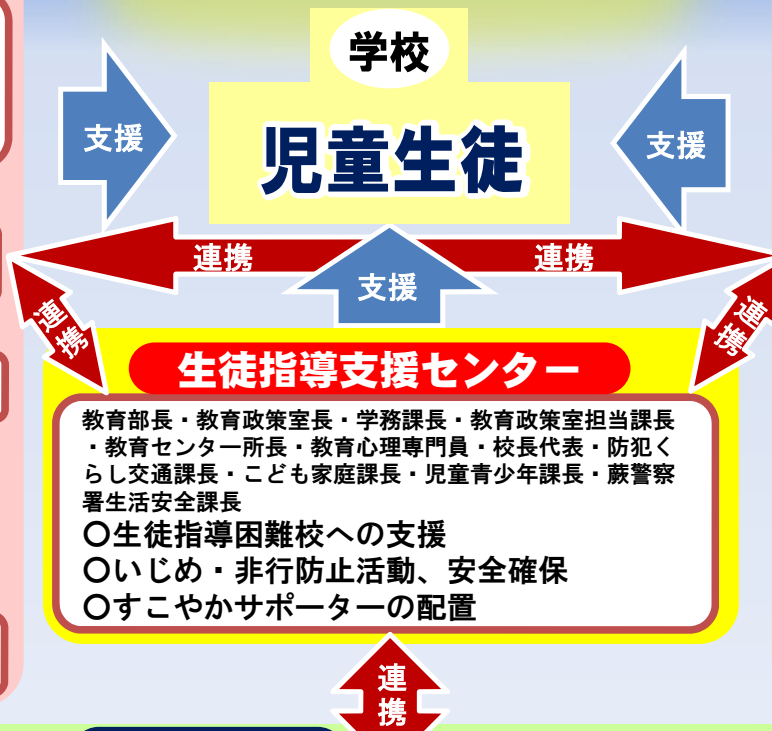 学校
児童生徒
支援
支援
連携
連携
支援
連携
連携
生徒指導支援センター
教育部長・教育政策室長・学務課長・教育政策室担当課長
・教育センター所長・教育心理専門員・校長代表・防犯く
らし交通課長・こども家庭課長・児童青少年課長・蕨警察
署生活安全課長
〇生徒指導困難校への支援
〇いじめ・非行防止活動、安全確保
〇すこやかサポーターの配置
連携